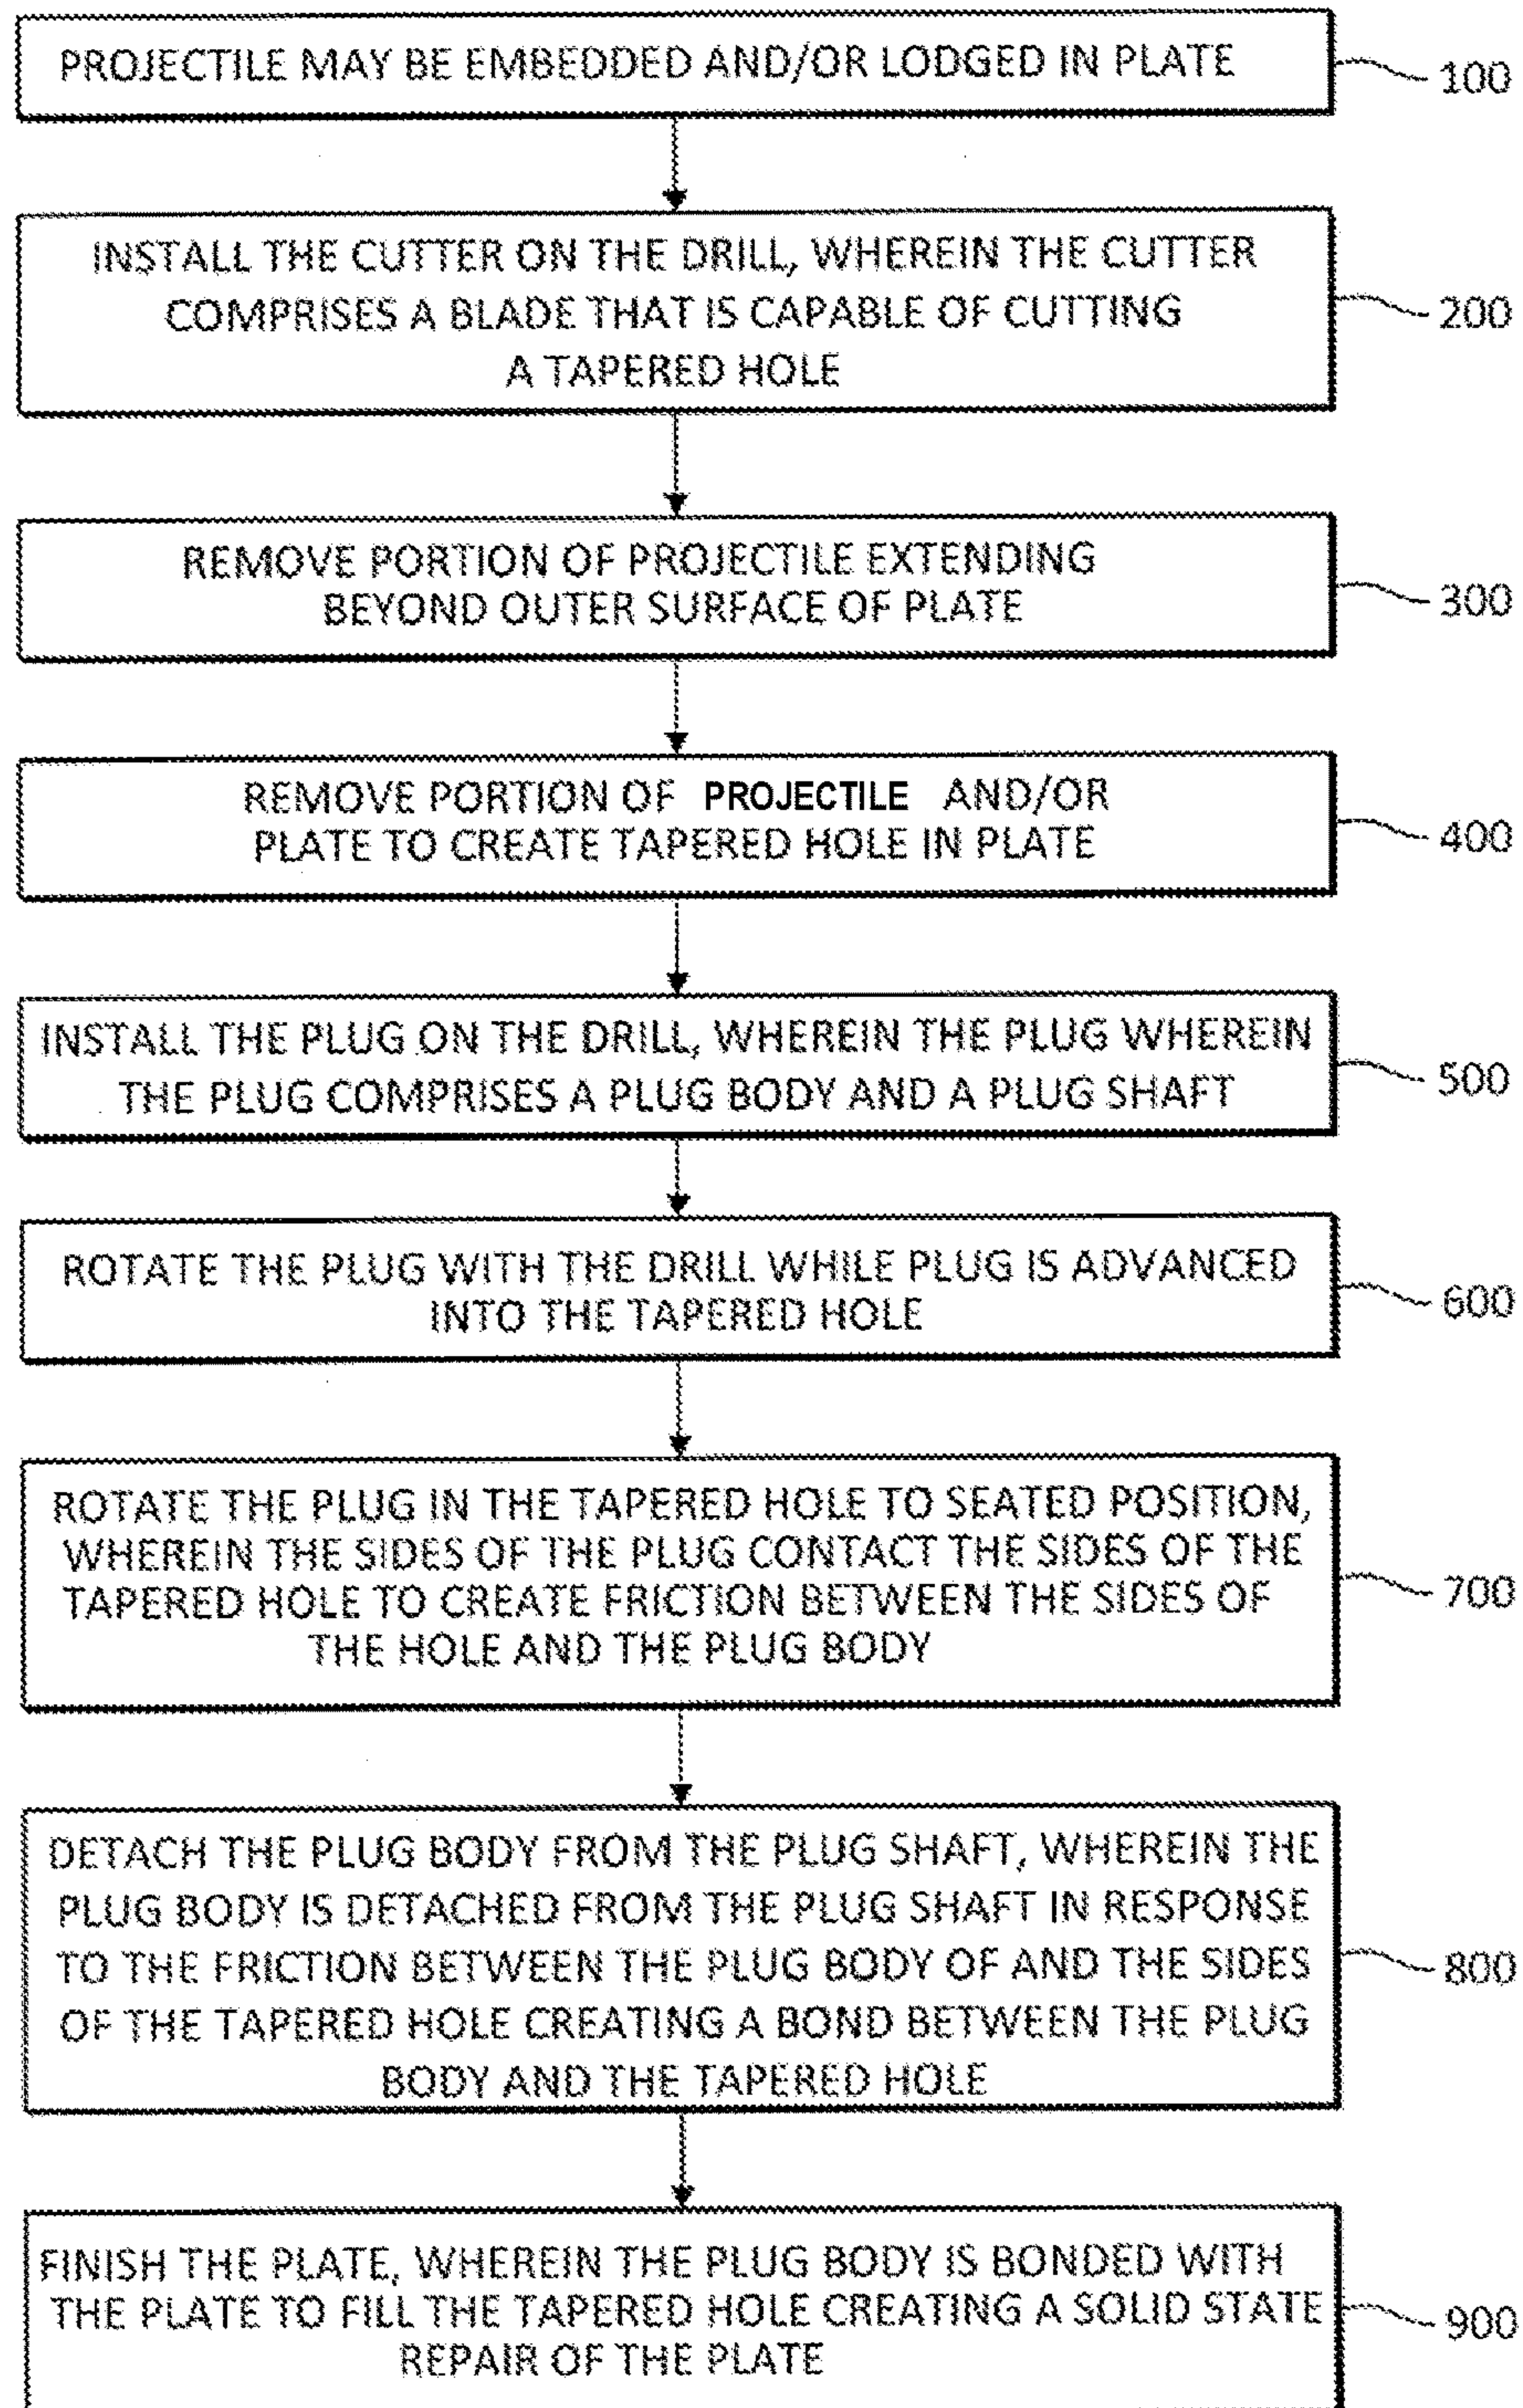 PROJECTILE MAY BE EMBEDDED AND/OR LODGED IN PLATE
100
INSTALL THE CUTTER ON THE DRILL, WHEREIN THE CUTTER
COMPRISES A BLADE THAT IS CAPABLE OF CUTTING
A TAPERED HOLE
200
REMOVE PORTION OF PROJECTILE EXTENDING
BEYOND OUTER SURFACE OF PLATE
300
REMOVE PORTION OF PROJECTILE AND/OR
PLATE TO CREATE TAPERED HOLE IN PLATE
400
INSTALL THE PLUG ON THE DRILL, WHEREIN THE PLUG WHEREIN
THE PLUG COMPRISES A PLUG BODY AND A PLUG SHAFT
500
ROTATE THE PLUG WITH THE DRILL WHILE PLUG IS ADVANCED
INTO THE TAPERED HOLE
600
ROTATE THE PLUG IN THE TAPERED HOLE TO SEATED POSITION,
WHEREIN THE SIDES OF THE PLUG CONTACT THE SIDES OF THE
TAPERED HOLE TO CREATE FRICTION BETWEEN THE SIDES OF
THE HOLE AND THE PLUG BODY
700
DETACH THE PLUG BODY FROM THE PLUG SHAFT, WHEREIN THE
PLUG BODY IS DETACHED FROM THE PLUG SHAFT IN RESPONSE
TO THE FRICTION BETWEEN THE PLUG BODY OF AND THE SIDES
OF THE TAPERED HOLE CREATING A BOND BETWEEN THE PLUG
BODY AND THE TAPERED HOLE
800
FINISH THE PLATE, WHEREIN THE PLUG BODY IS BONDED WITH
THE PLATE TO FILL THE TAPERED HOLE CREATING A SOLID STATE
REPAIR OF THE PLATE
900